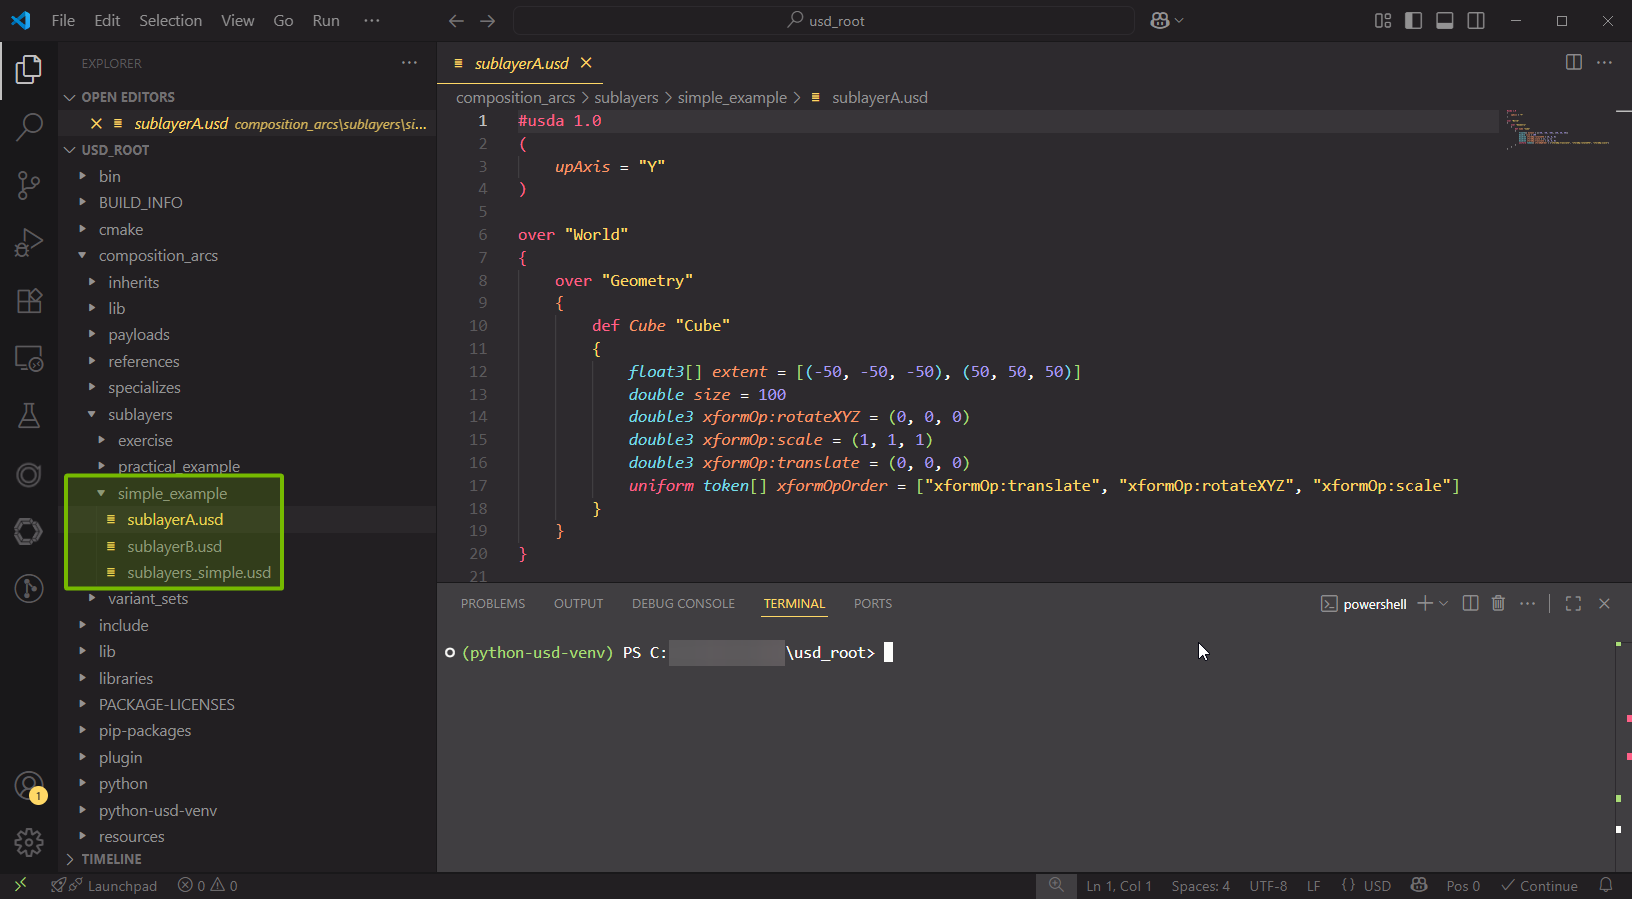 File Edit Selection View Go Run ···
usd_root
EXPLORER ···
OPEN EDITORS
sublayerA.usd composition_arcs\sublayers\si...
USD_ROOT
bin
BUILD_INFO
cmake
composition_arcs
inherits
lib
payloads
references
specializes
sublayers
exercise
practical_example
simple_example
sublayerA.usd
sublayerB.usd
sublayers_simple.usd
variant_sets
include
lib
libraries
PACKAGE-LICENSES
pip-packages
plugin
python
python-usd-venv
resources
TIMELINE
1
sublayerA.usd
composition_arcs > sublayers > simple_example > sublayerA.usd
1 #usda 1.0
2 (
3 upAxis = "Y"
4 )
5
6 over "World"
7 {
8 over "Geometry"
9 {
10 def Cube "Cube"
11 {
12 float3[] extent = [(-50, -50, -50), (50, 50, 50)]
13 double size = 100
14 double3 xformOp:rotateXYZ = (0, 0, 0)
15 double3 xformOp:scale = (1, 1, 1)
16 double3 xformOp:translate = (0, 0, 0)
17 uniform token[] xformOpOrder = ["xformOp:translate", "xformOp:rotateXYZ", "xformOp:scale"]
18 }
19 }
20 }
21
PROBLEMS OUTPUT DEBUG CONSOLE TERMINAL PORTS
powershell
(python-usd-venv) PS C: \usd_root>
Launchpad 0 0
Ln 1, Col 1 Spaces: 4 UTF-8 LF {} USD Pos 0 Continue